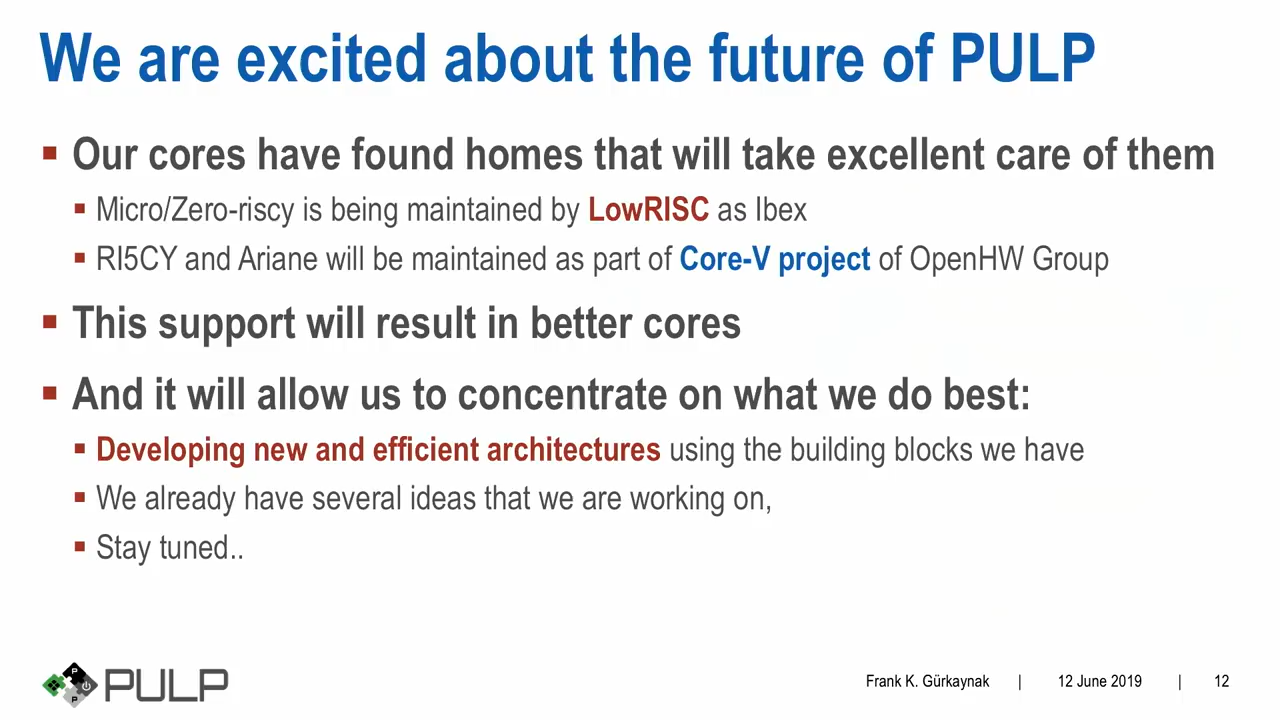 We are excited about the future of PULP
Our cores have found homes that will take excellent care of them
Micro/Zero-riscy is being maintained by LowRISC as Ibex
RI5CY and Ariane will be maintained as part of Core-V project of OpenHW Group
This support will result in better cores
And it will allow us to concentrate on what we do best:
Developing new and efficient architectures using the building blocks we have
We already have several ideas that we are working on,
Stay tuned..
P
P
PULP
Frank K. Gürkaynak | 12 June 2019 | 12